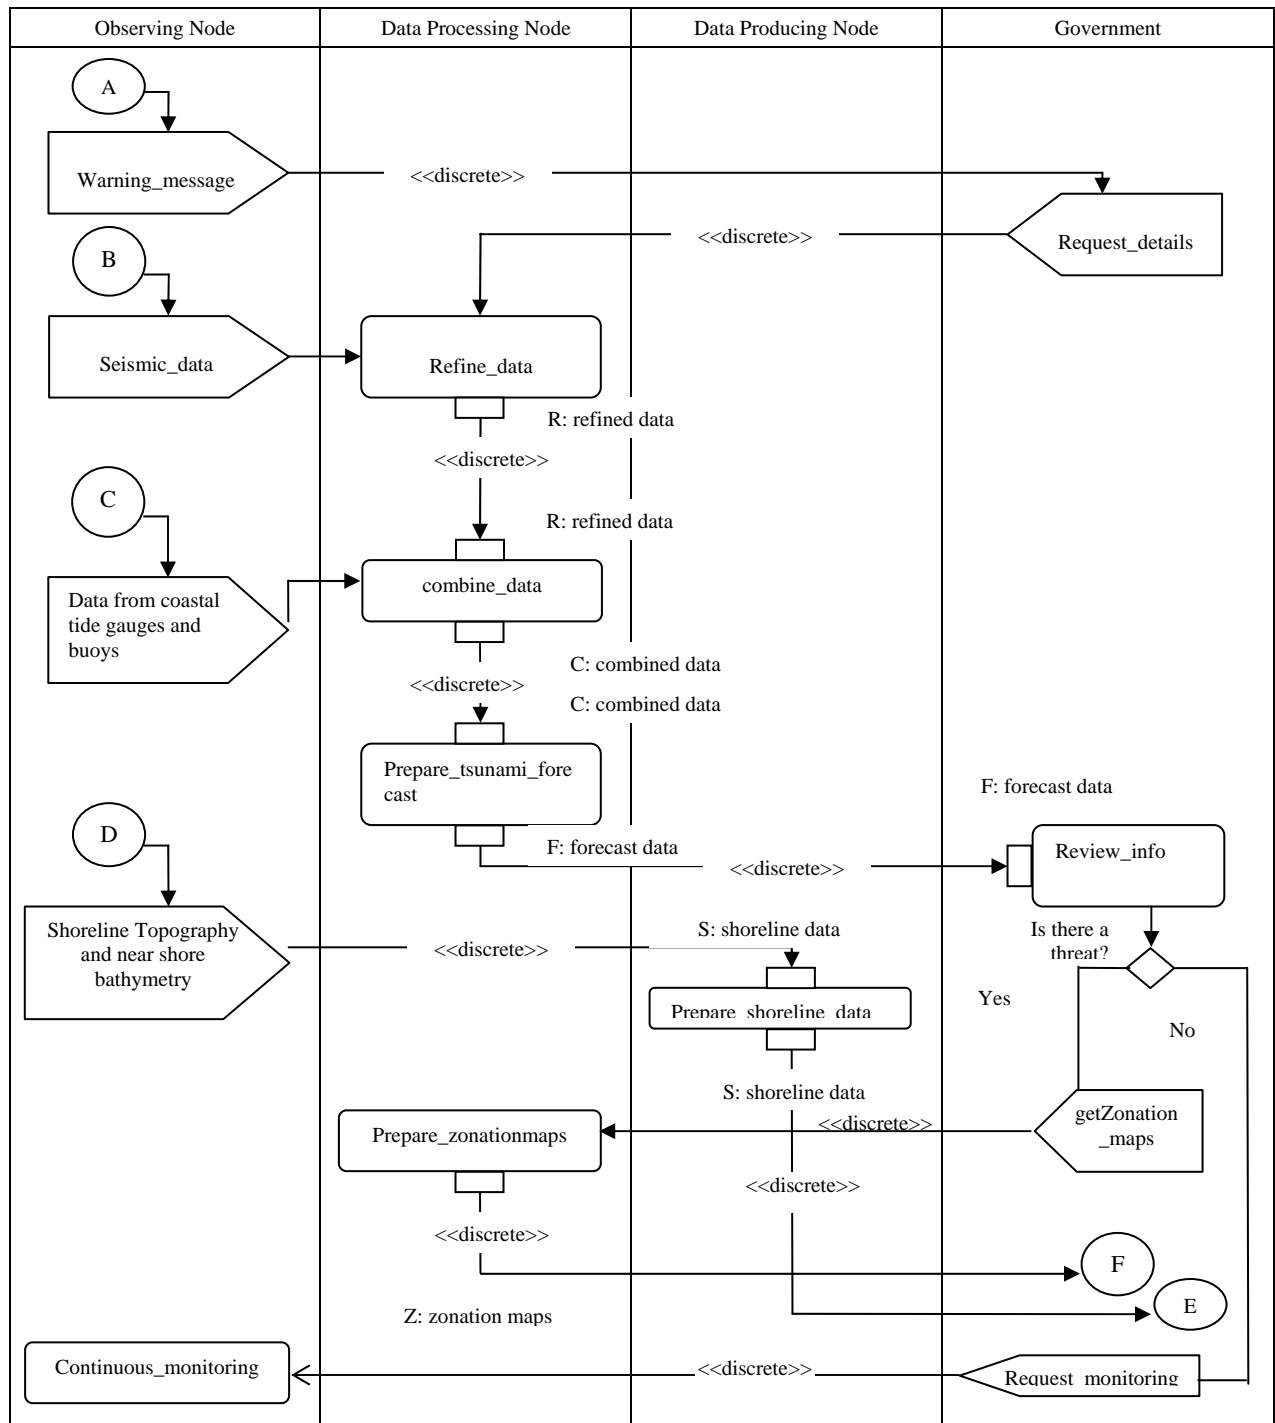 Observing Node
Data Processing Node
Data Producing Node
Government
A
Warning_message
<<discrete>>
<<discrete>>
Request_details
B
Seismic_data
Refine_data
R: refined data
<<discrete>>
C
R: refined data
combine_data
Data from coastal
tide gauges and
buoys
C: combined data
<<discrete>>
C: combined data
Prepare_tsunami_fore
cast
F: forecast data
D
F: forecast data
<<discrete>>
Review_info
Shoreline Topography
and near shore
bathymetry
<<discrete>>
S: shoreline data
Is there a
threat?
Prepare_shoreline_data
Yes
No
S: shoreline data
getZonation
_maps
<<discrete>>
Prepare_zonationmaps
<<discrete>>
<<discrete>>
F
E
Z: zonation maps
Continuous_monitoring
<<discrete>>
Request_monitoring